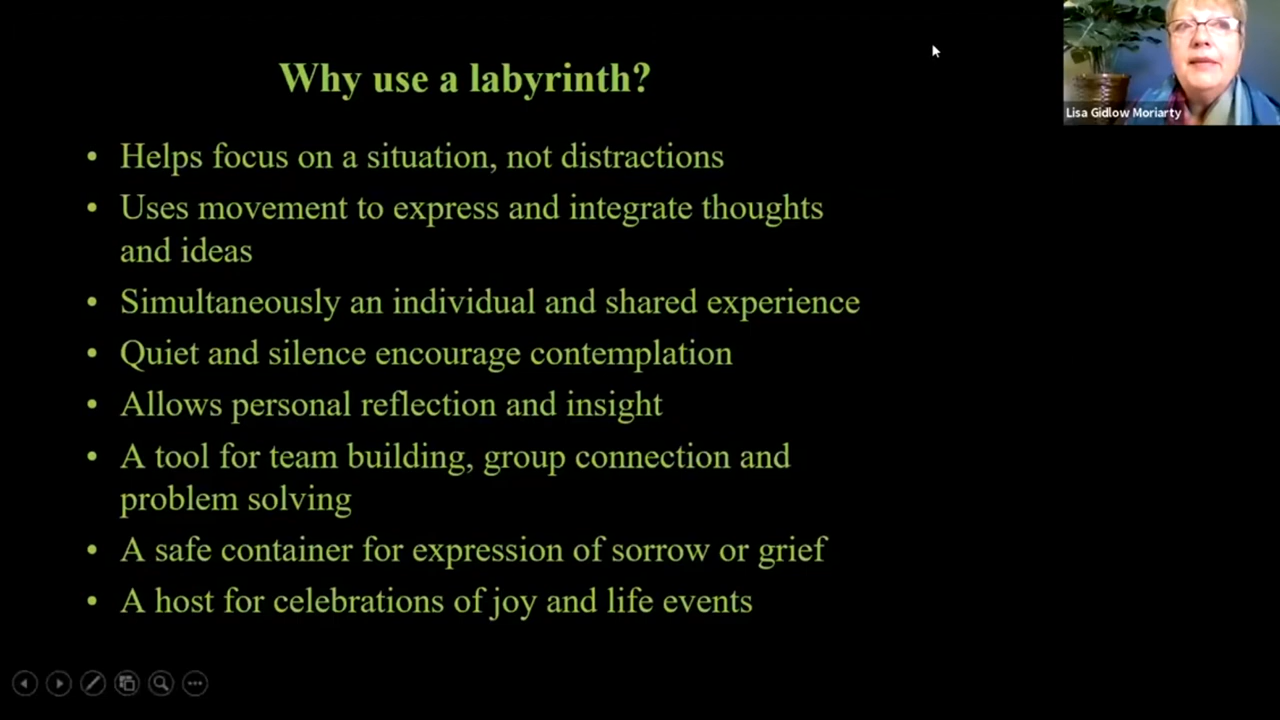 Why use a labyrinth?
Lisa Gidlow Moriarty
• Helps focus on a situation, not distractions
• Uses movement to express and integrate thoughts
and ideas
• Simultaneously an individual and shared experience
• Quiet and silence encourage contemplation
• Allows personal reflection and insight
• A tool for team building, group connection and
problem solving
• A safe container for expression of sorrow or grief
• A host for celebrations of joy and life events